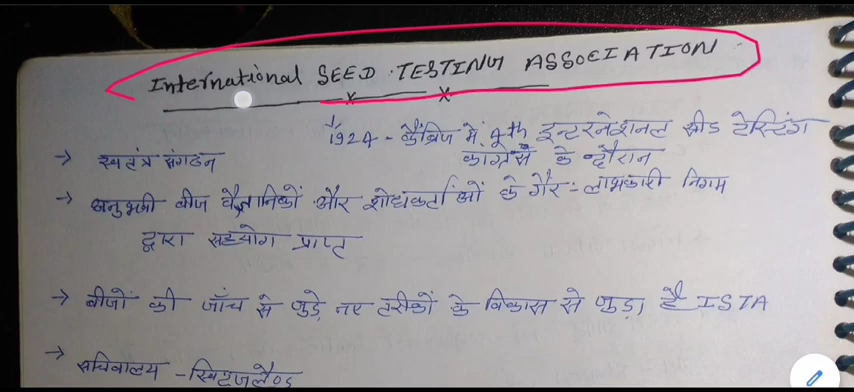 International SEED TESTING ASSOCIATION
1924 - कैंब्रिज में 4th इन्टरनेशनल सीड टेस्टिंग
कांग्रेस के दौरान
→ स्वतंत्र संगठन
→ अनुभवी बीज वैज्ञानिकों और शोधकर्ताओं के गैर-लाभकारी निगम
द्वारा सहयोग प्राप्त
→ बीजों की जाँच से जुड़े नए तरीकों के विकास से जुड़ा है ISTA
→ सचिवालय - स्विटजलैण्ड